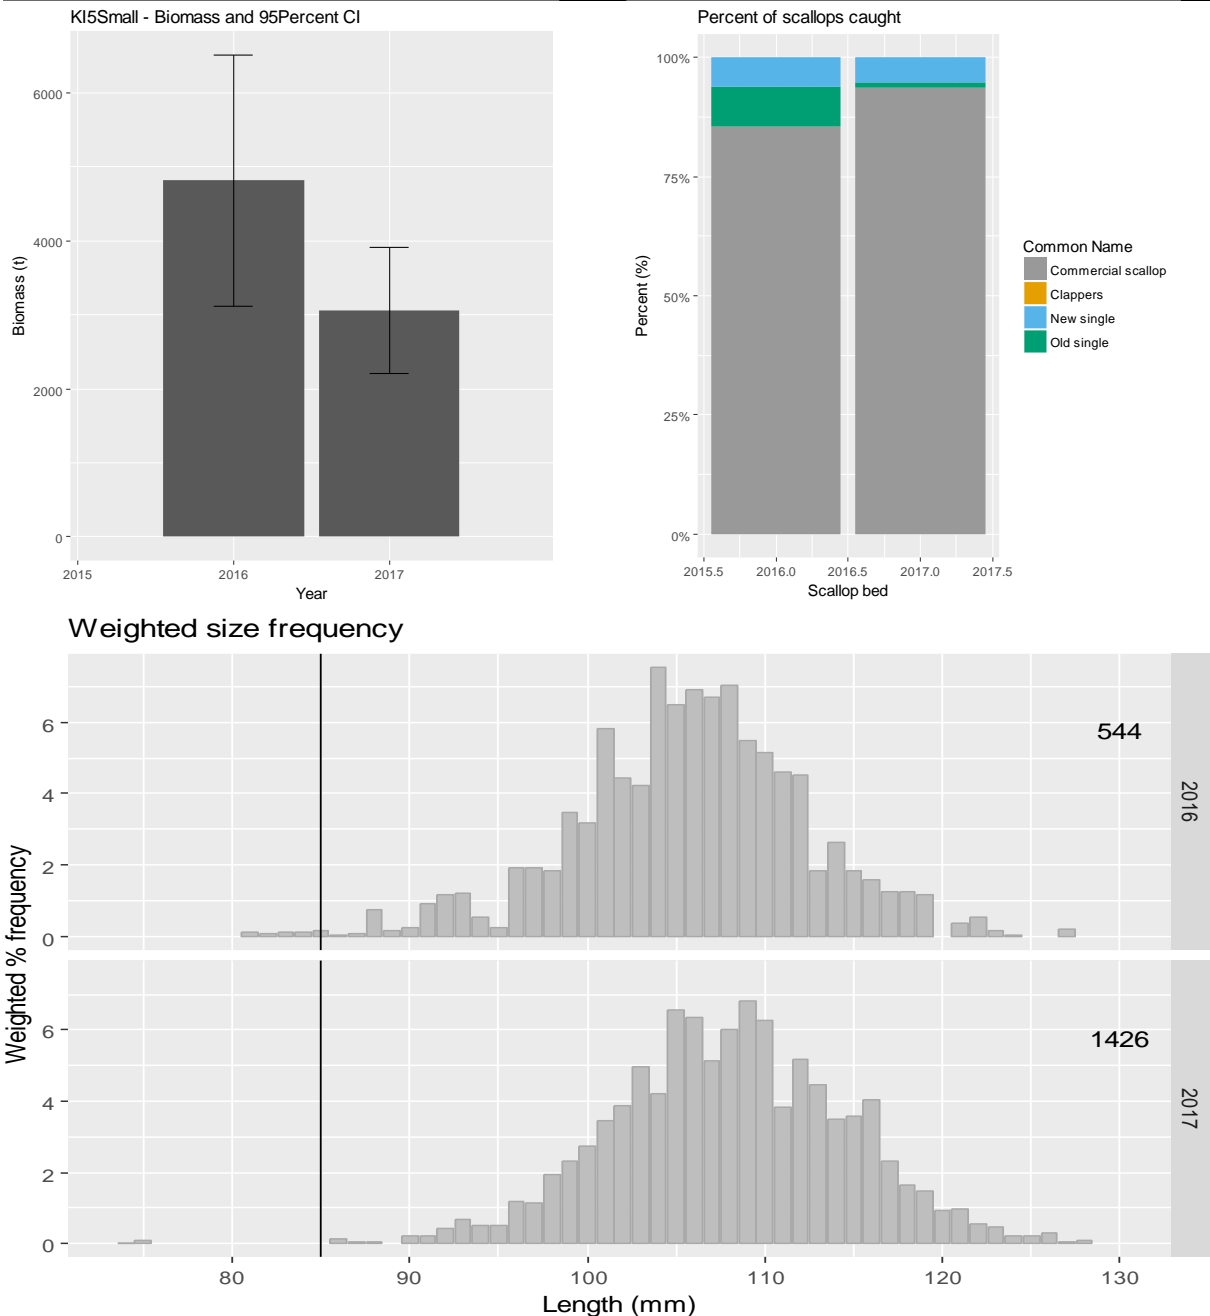 KI5Small - Biomass and 95Percent CI
6000
4000
2000
0
Biomass (t)
2015 2016 2017
Year
Percent of scallops caught
100%
75%
50%
25%
0%
Percent (%)
2015.5 2016.0 2016.5 2017.0 2017.5
Scallop bed
Common Name
Commercial scallop
Clappers
New single
Old single
Weighted size frequency
6
4
2
0
544
2016
Weighted % frequency
6
4
2
0
1426
2017
80 90 100 110 120 130
Length (mm)